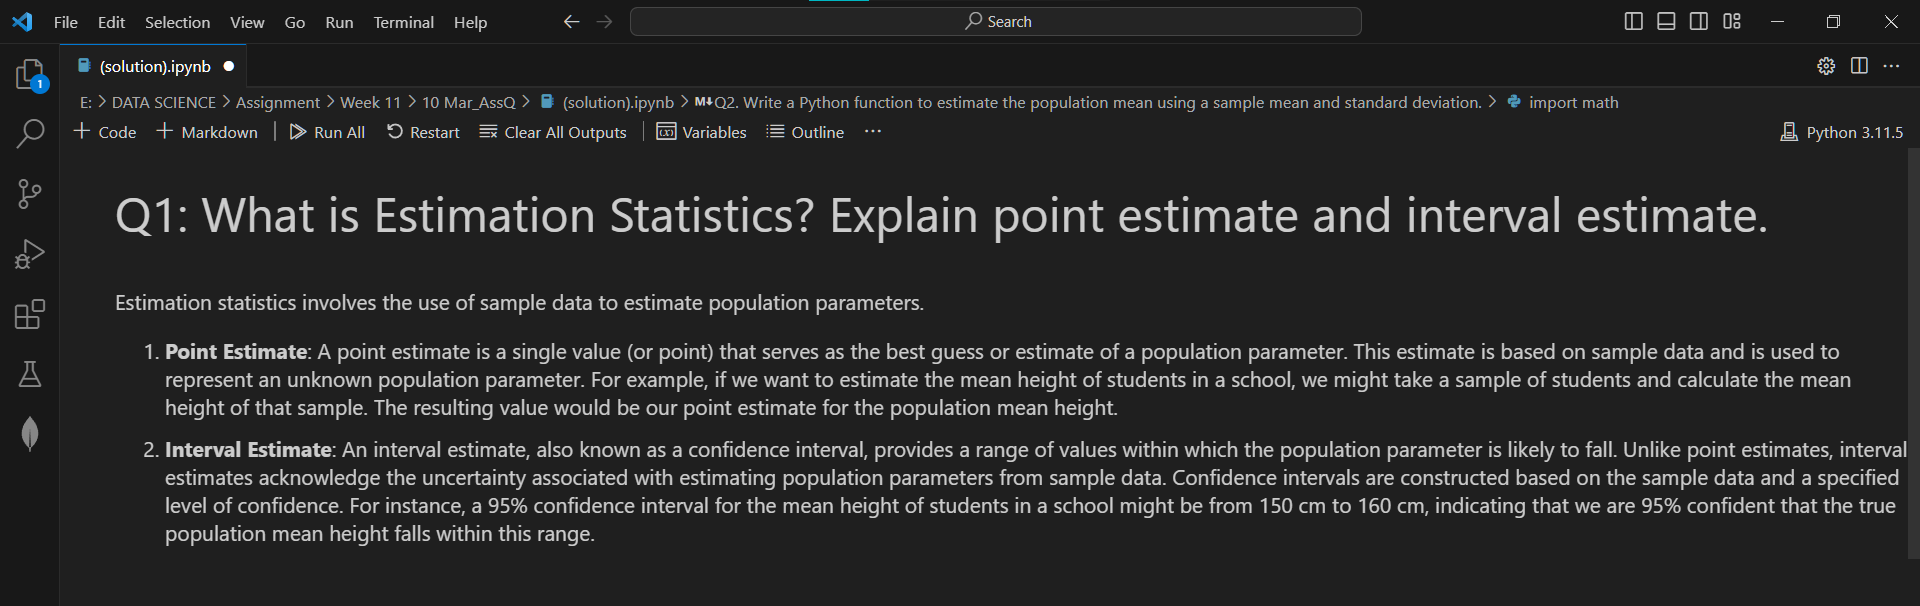 File Edit Selection View Go Run Terminal Help Search
(solution).ipynb
1
E: > DATA SCIENCE > Assignment > Week 11 > 10 Mar_AssQ > (solution).ipynb > M↓Q2. Write a Python function to estimate the population mean using a sample mean and standard deviation. > import math
+ Code + Markdown | Run All Restart Clear All Outputs | (x) Variables Outline ··· Python 3.11.5
Q1: What is Estimation Statistics? Explain point estimate and interval estimate.
Estimation statistics involves the use of sample data to estimate population parameters.
1. Point Estimate: A point estimate is a single value (or point) that serves as the best guess or estimate of a population parameter. This estimate is based on sample data and is used to
represent an unknown population parameter. For example, if we want to estimate the mean height of students in a school, we might take a sample of students and calculate the mean
height of that sample. The resulting value would be our point estimate for the population mean height.
2. Interval Estimate: An interval estimate, also known as a confidence interval, provides a range of values within which the population parameter is likely to fall. Unlike point estimates, interval
estimates acknowledge the uncertainty associated with estimating population parameters from sample data. Confidence intervals are constructed based on the sample data and a specified
level of confidence. For instance, a 95% confidence interval for the mean height of students in a school might be from 150 cm to 160 cm, indicating that we are 95% confident that the true
population mean height falls within this range.